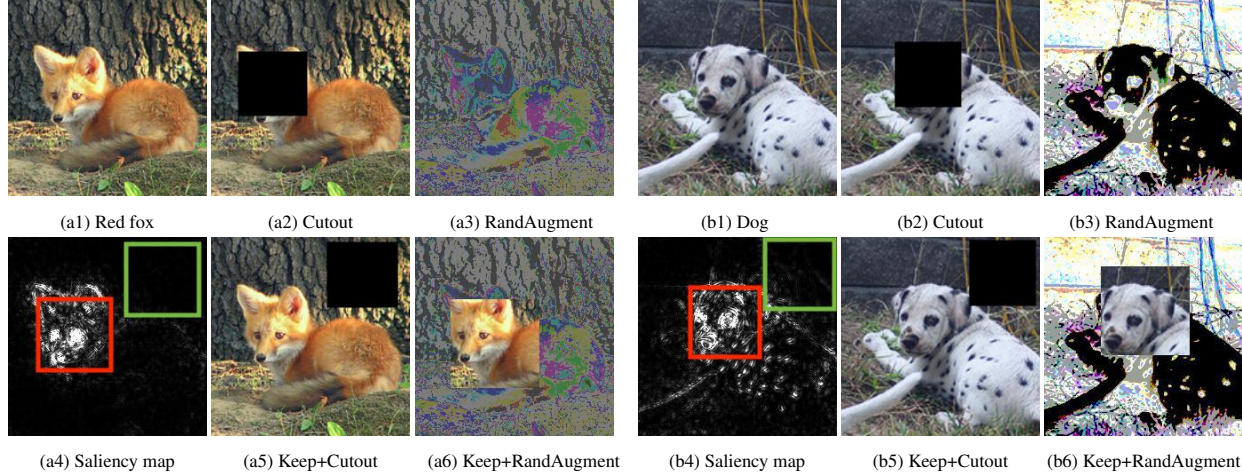 (a1) Red fox (a2) Cutout (a3) RandAugment (b1) Dog (b2) Cutout (b3) RandAugment
(a4) Saliency map (a5) Keep+Cutout (a6) Keep+RandAugment (b4) Saliency map (b5) Keep+Cutout (b6) Keep+RandAugment